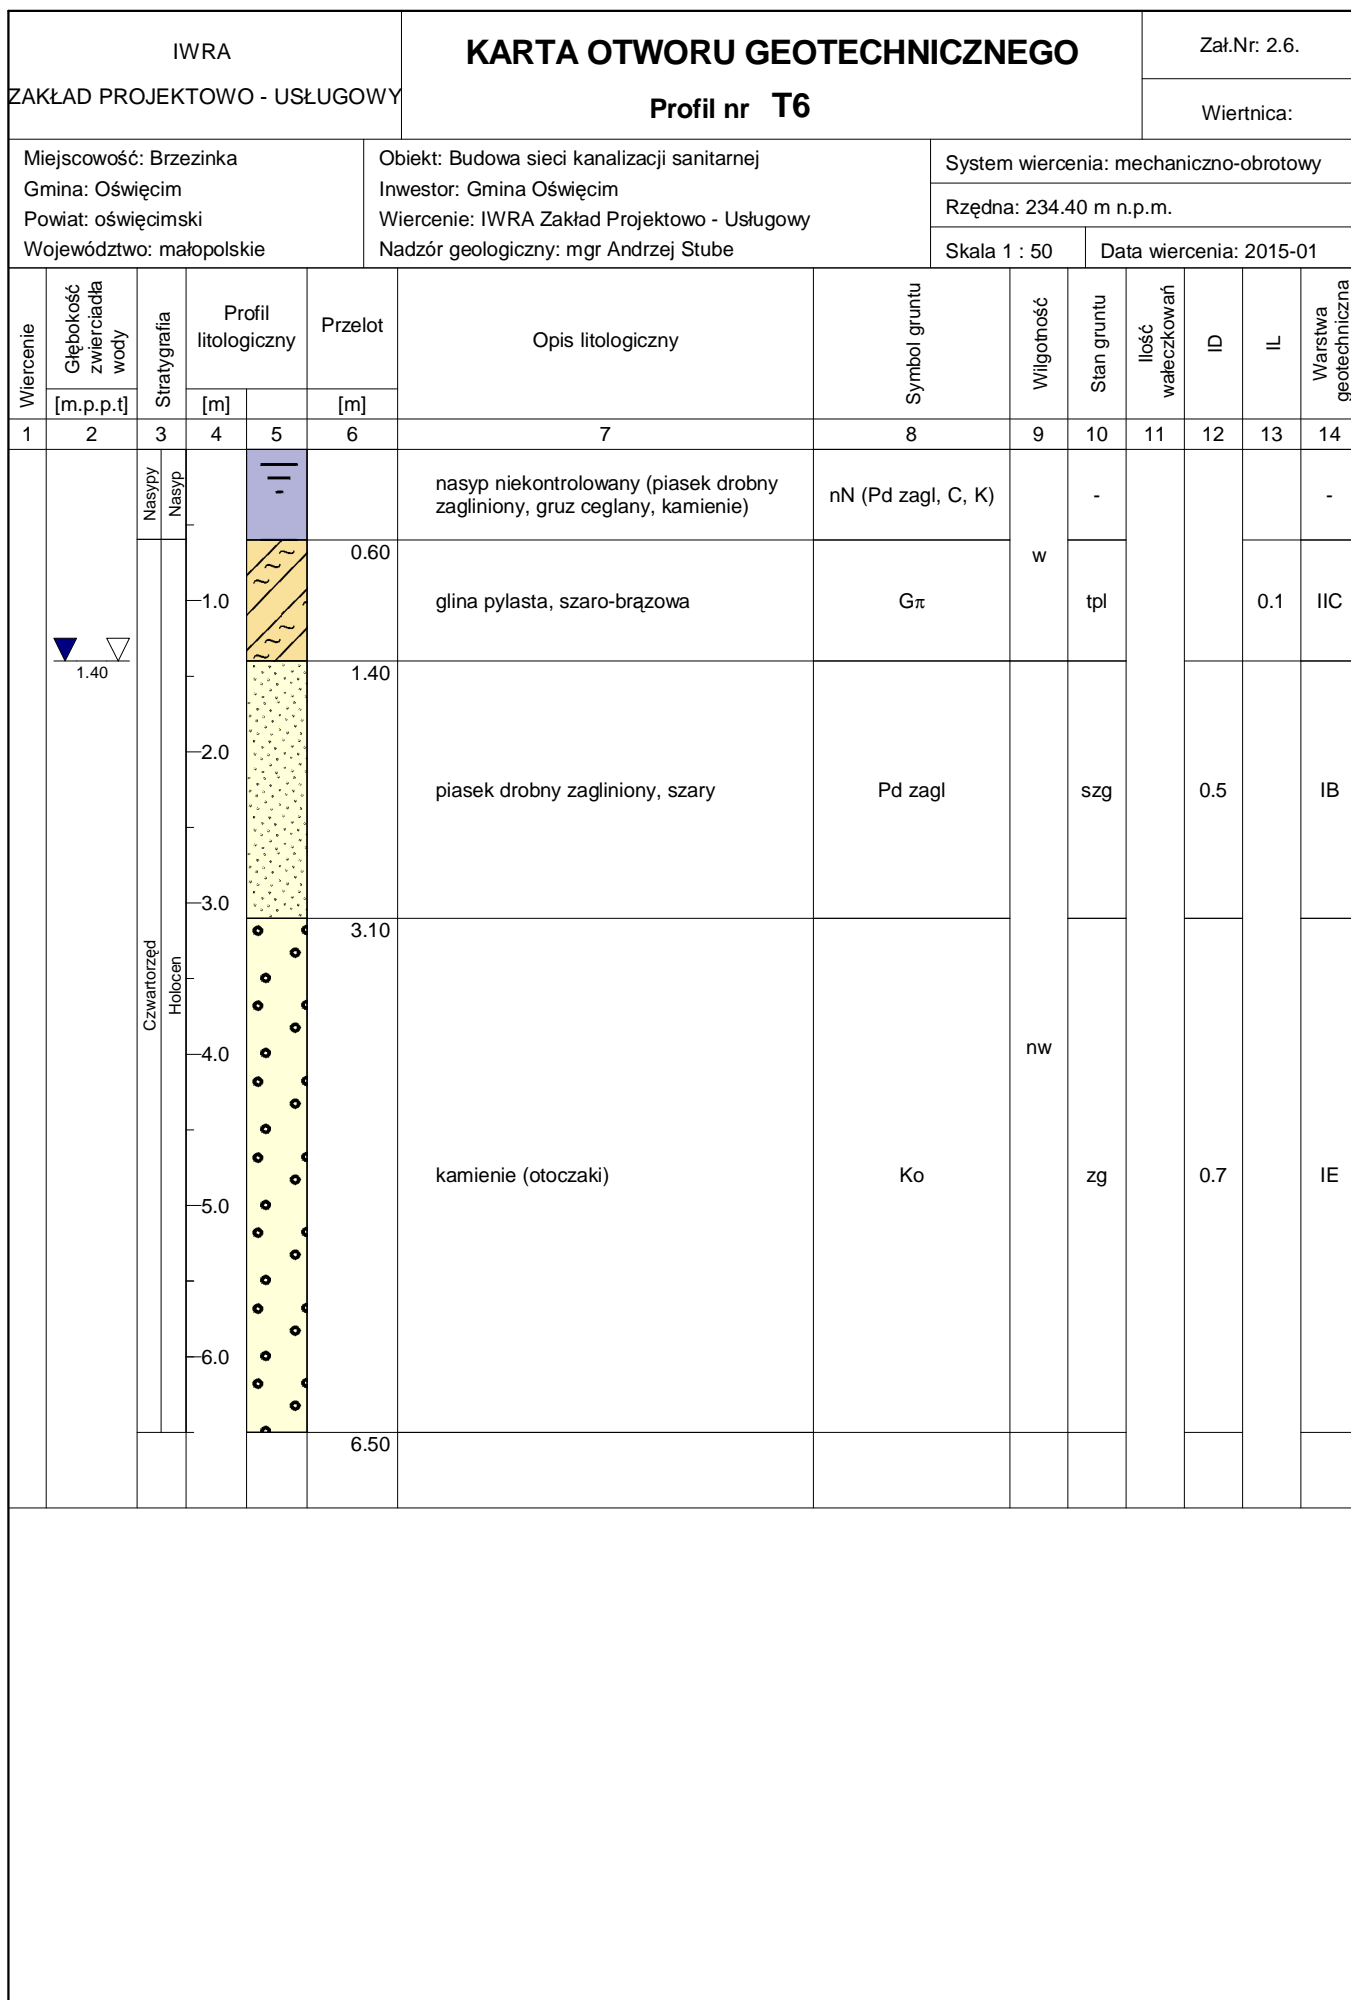 IWRA
ZAKŁAD PROJEKTOWO - USŁUGOWY
KARTA OTWORU GEOTECHNICZNEGO
Profil nr T6
Zał.Nr: 2.6.
Wiertnica:
Miejscowość: Brzezinka
Gmina: Oświęcim
Powiat: oświęcimski
Województwo: małopolskie
Obiekt: Budowa sieci kanalizacji sanitarnej
Inwestor: Gmina Oświęcim
Wiercenie: IWRA Zakład Projektowo - Usługowy
Nadzór geologiczny: mgr Andrzej Stube
System wiercenia: mechaniczno-obrotowy
Rzędna: 234.40 m n.p.m.
Skala 1 : 50
Data wiercenia: 2015-01
Wiercenie
Głębokość
zwierciadła
wody
[m.p.p.t]
Stratygrafia
Profil
litologiczny
[m]
Przelot
[m]
Opis litologiczny
Symbol gruntu
Wilgotność
Stan gruntu
Ilość
wałeczkowań
ID
IL
Warstwa
geotechniczna
1 2 3 4 5 6 7 8 9 10 11 12 13 14
Nasypy
Nasyp
nasyp niekontrolowany (piasek drobny
zagliniony, gruz ceglany, kamienie)
nN (Pd zagl, C, K)
-
-
0.60
w
1.0
glina pylasta, szaro-brązowa
Gπ
tpl
0.1
IIC
1.40
1.40
2.0
piasek drobny zagliniony, szary
Pd zagl
szg
0.5
IB
3.0
3.10
Czwartorzęd
Holocen
4.0
nw
kamienie (otoczaki)
Ko
zg
0.7
IE
5.0
6.0
6.50